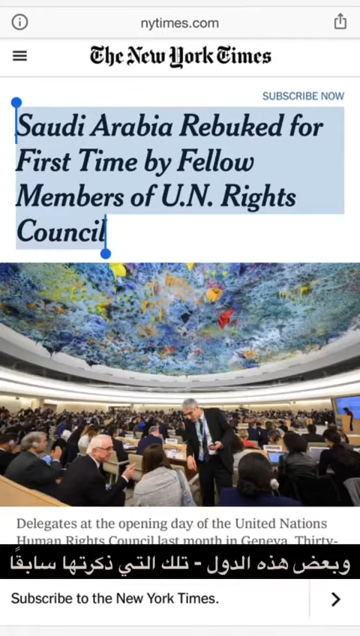 nytimes.com
The New York Times
SUBSCRIBE NOW
Saudi Arabia Rebuked for
First Time by Fellow
Members of U.N. Rights
Council
Delegates at the opening day of the United Nations
Human Rights Council last month in Geneva. Thirty-
وبعض هذه الدول - تلك التي ذكرتها سابقًا
Subscribe to the New York Times.